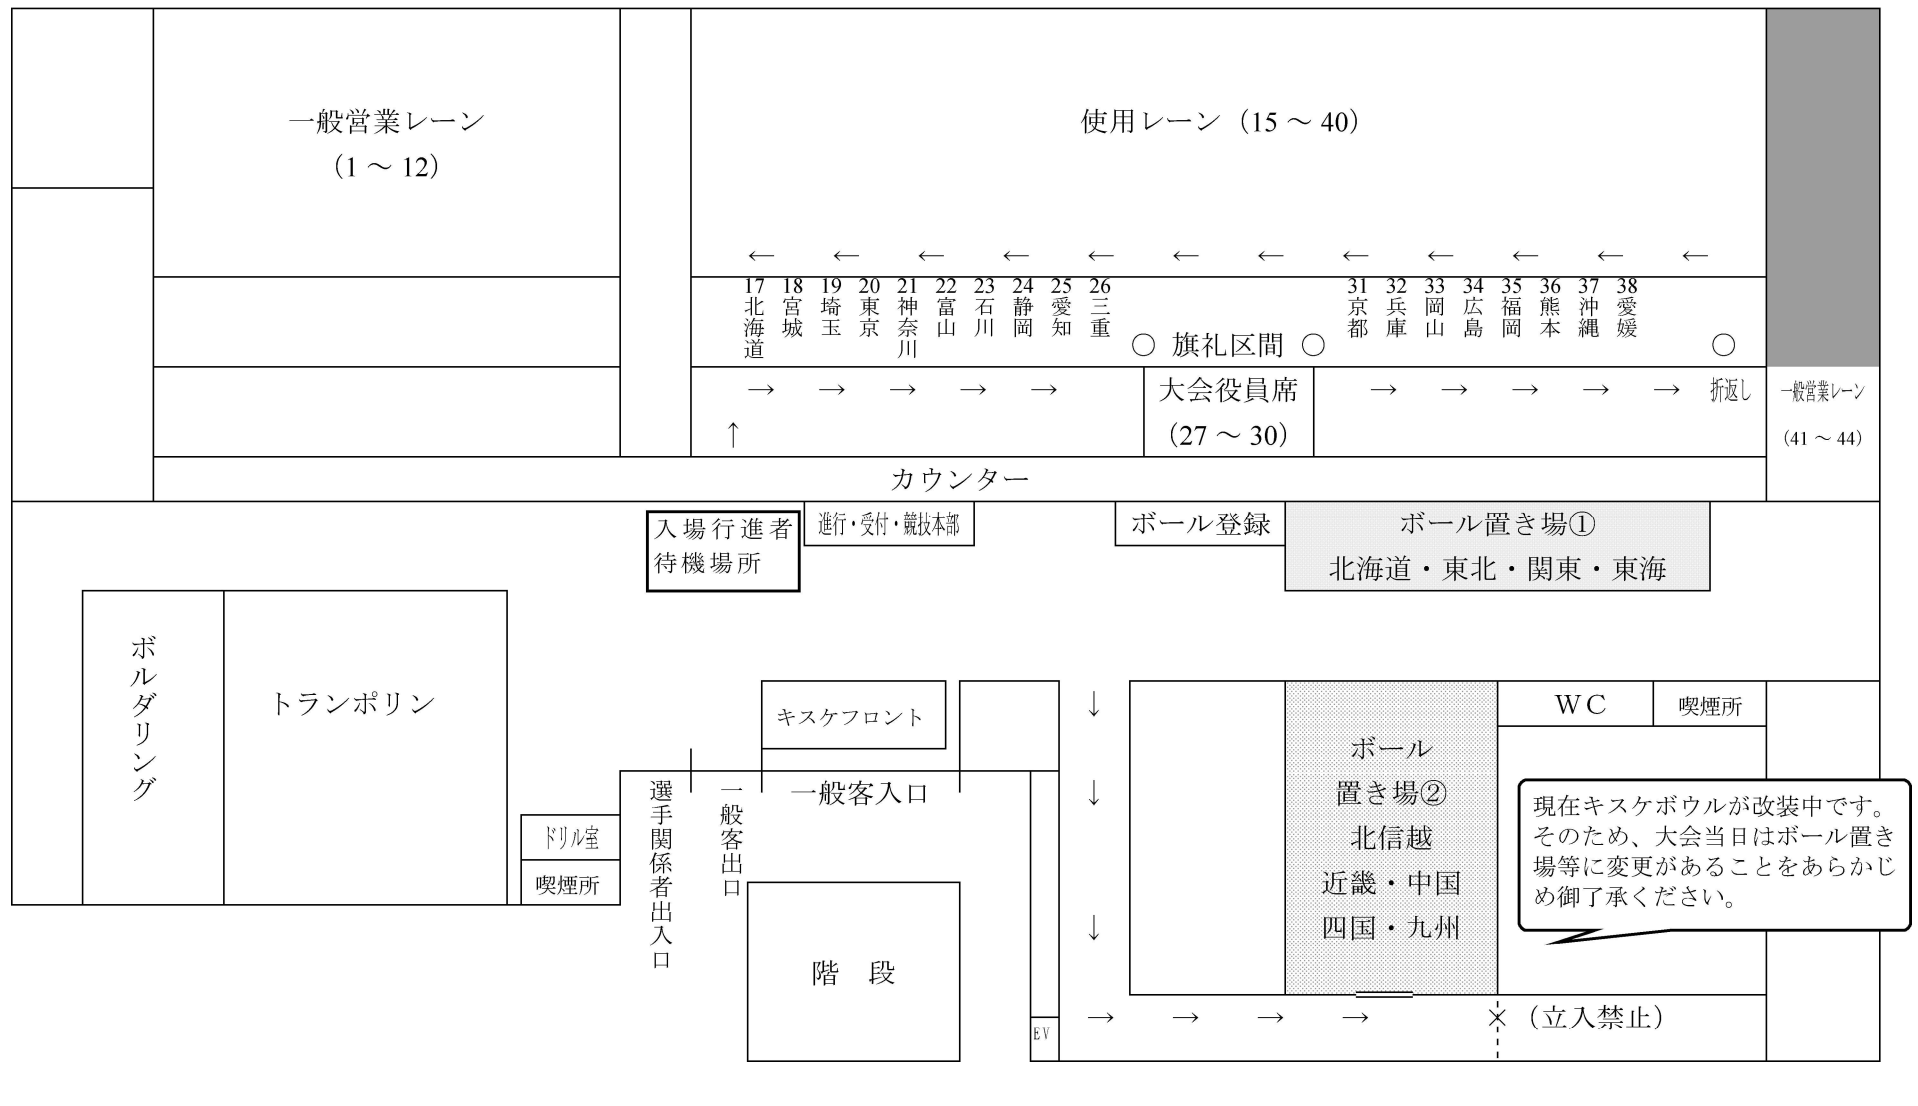 一般営業レーン
（1 〜 12）
使用レーン（15 〜 40）
← ← ← ← ← ← ← ← ← ← ← ←
17 北海道
18 宮城
19 埼玉
20 東京
21 神奈川
22 富山
23 石川
24 静岡
25 愛知
26 三重
○ 旗礼区間 ○
31 京都
32 兵庫
33 岡山
34 広島
35 福岡
36 熊本
37 沖縄
38 愛媛
○
→ → → → →
↑
大会役員席
（27 〜 30）
→ → → → →
折返し
一般営業レーン
（41 〜 44）
カウンター
入場行進者
待機場所
進行・受付・競技本部
ボール登録
ボール置き場①
北海道・東北・関東・東海
ボルダリング
トランポリン
ドリル室
喫煙所
キスケフロント
選手関係者出入口
一般客出口
一般客入口
階　段
EV
↓
↓
↓
→ → → →
ボール
置き場②
北信越
近畿・中国
四国・九州
ＷＣ
喫煙所
現在キスケボウルが改装中です。
そのため、大会当日はボール置き
場等に変更があることをあらかじ
め御了承ください。
×（立入禁止）